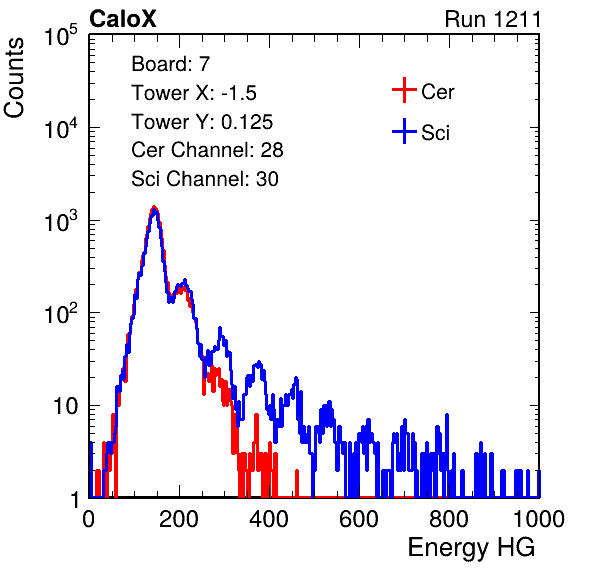 CaloX Run 1211
Counts
10^5
10^4
10^3
10^2
10
1
Board: 7
Tower X: -1.5
Tower Y: 0.125
Cer Channel: 28
Sci Channel: 30
Cer
Sci
0 200 400 600 800 1000
Energy HG